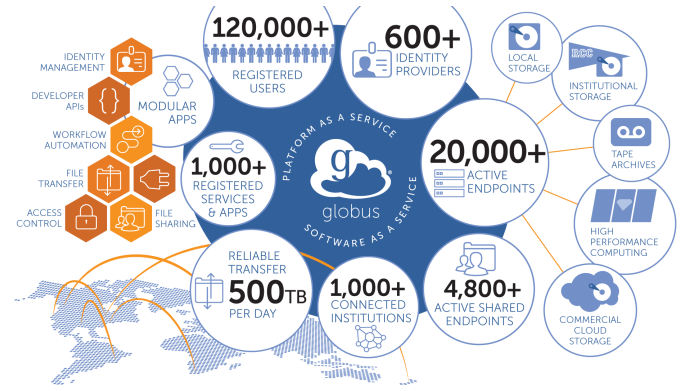 120,000+
REGISTERED
USERS
600+
IDENTITY
PROVIDERS
LOCAL
STORAGE
RCC
INSTITUTIONAL
STORAGE
IDENTITY
MANAGEMENT
DEVELOPER
APIs
MODULAR
APPS
WORKFLOW
AUTOMATION
FILE
TRANSFER
ACCESS
CONTROL
FILE
SHARING
1,000+
REGISTERED
SERVICES
& APPS
PLATFORM AS A SERVICE
g
globus
SOFTWARE AS A SERVICE
20,000+
ACTIVE
ENDPOINTS
TAPE
ARCHIVES
HIGH
PERFORMANCE
COMPUTING
COMMERCIAL
CLOUD
STORAGE
RELIABLE
TRANSFER
500TB
PER DAY
1,000+
CONNECTED
INSTITUTIONS
4,800+
ACTIVE SHARED
ENDPOINTS